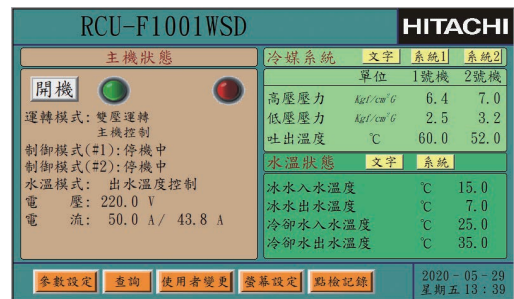 RCU-F1001WSD
HITACHI
主機狀態
開機
運轉模式: 雙壓運轉
主機控制
制御模式(#1):停機中
制御模式(#2):停機中
水溫模式: 出水溫度控制
電 壓: 220.0 V
電 流: 50.0 A / 43.8 A
冷媒系統 文字 系統1 系統2
單位 1號機 2號機
高壓壓力 Kgf/cm²G 6.4 7.0
低壓壓力 Kgf/cm²G 2.5 3.2
吐出溫度 ℃ 60.0 52.0
水溫狀態 文字 系統
冰水入水溫度 ℃ 15.0
冰水出水溫度 ℃ 7.0
冷卻水入水溫度 ℃ 25.0
冷卻水出水溫度 ℃ 35.0
參數設定 查詢 使用者變更 螢幕設定 點檢記錄
2020-05-29
星期五 13:39